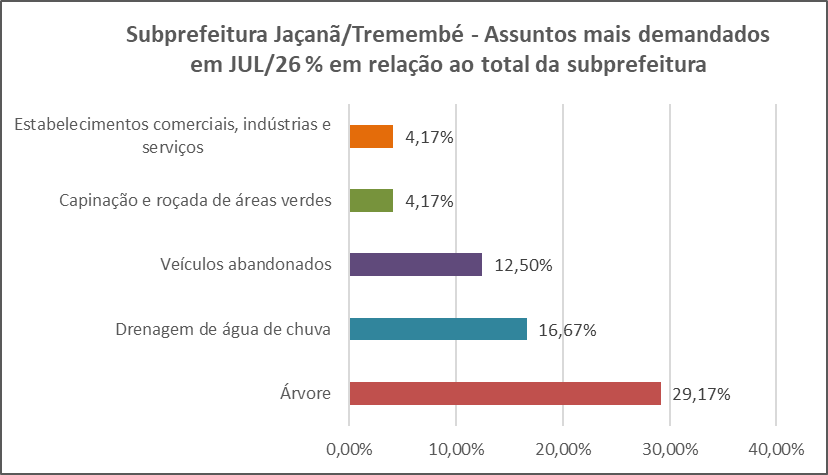 Subprefeitura Jaçanã/Tremembé - Assuntos mais demandados
em JUL/26 % em relação ao total da subprefeitura
Estabelecimentos comerciais, indústrias e
serviços
4,17%
Capinação e roçada de áreas verdes
4,17%
Veículos abandonados
12,50%
Drenagem de água de chuva
16,67%
Árvore
29,17%
0,00%
10,00%
20,00%
30,00%
40,00%